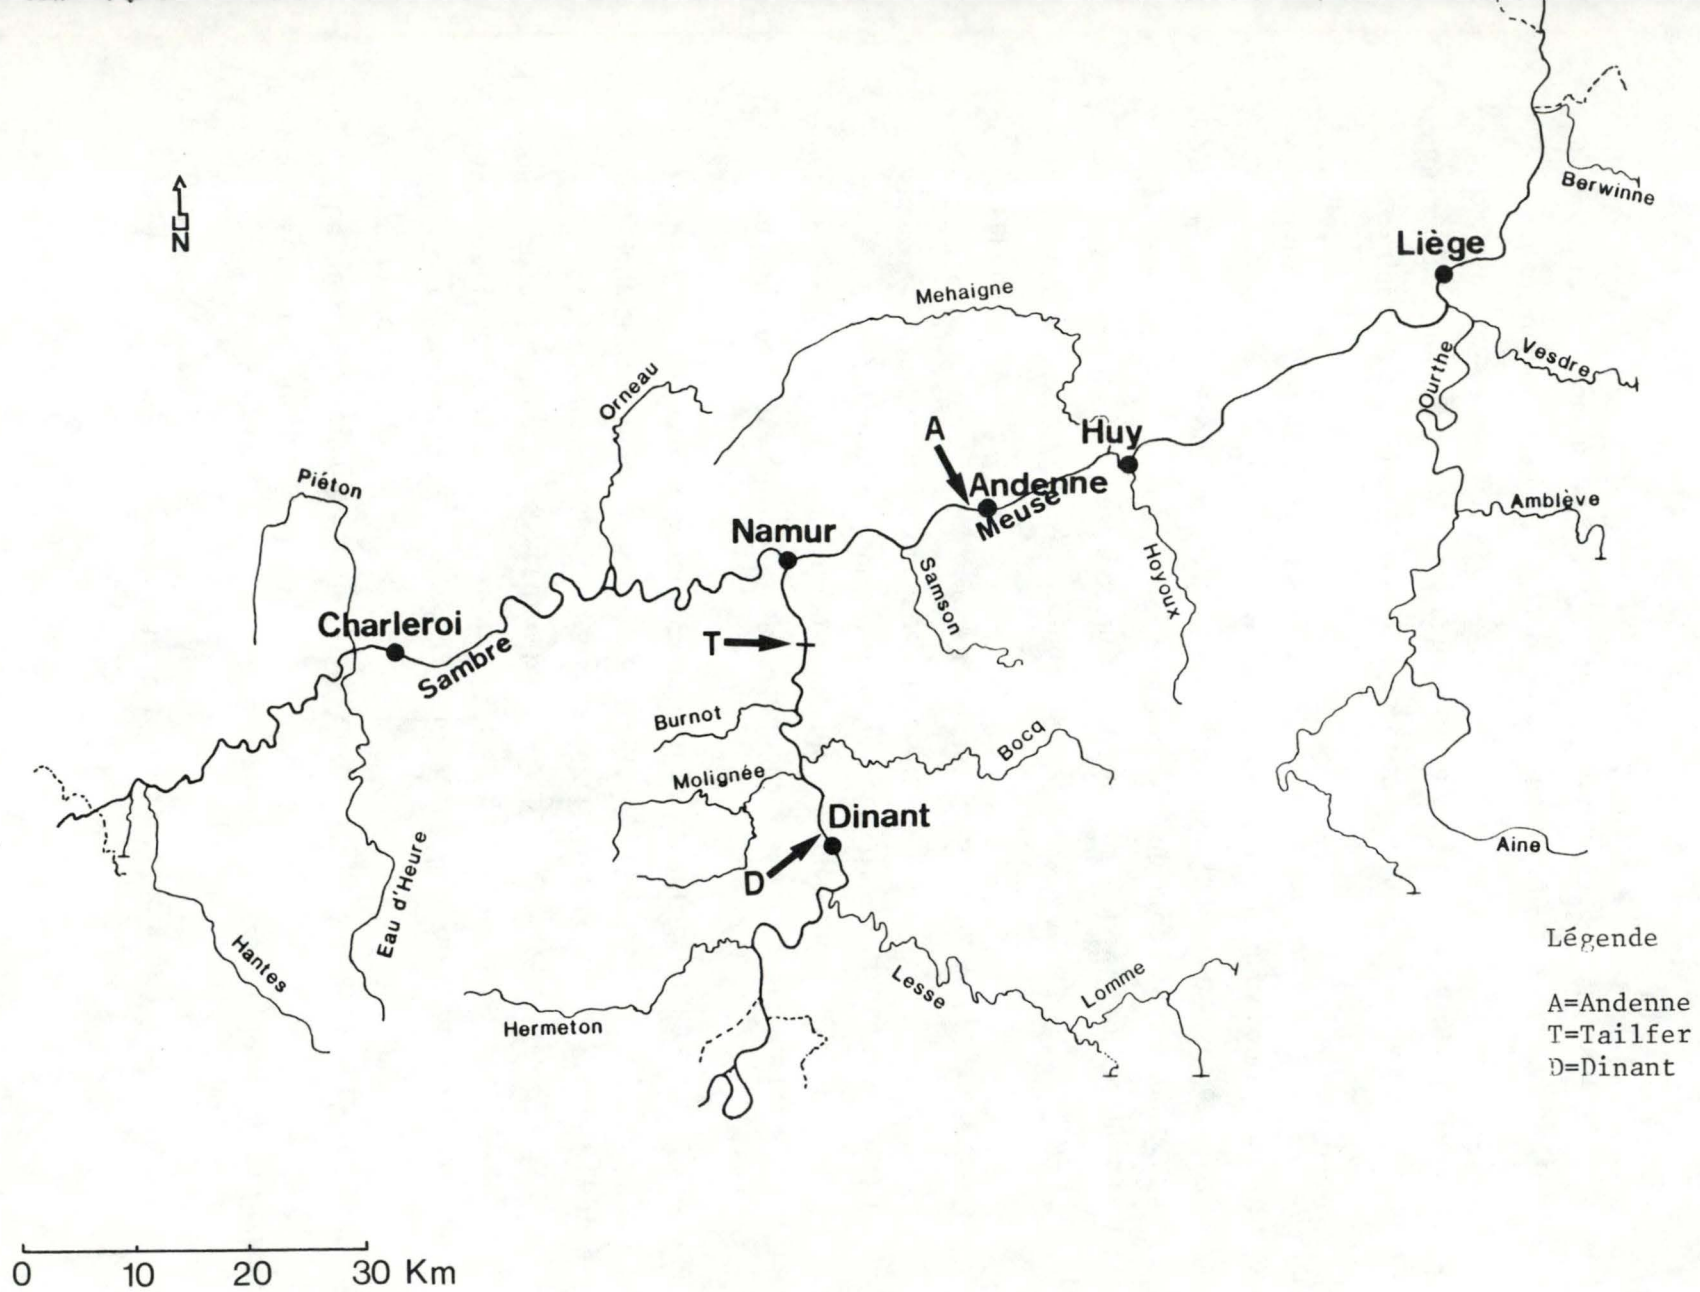 Berwinne
N
Liège
Mehaigne
Vesdre
Ourthe
Orneau
A
Huy
Piéton
Andenne
Meuse
Amblève
Namur
Hoyoux
Samson
Charleroi
T
Sambre
Burnot
Bocq
Molignée
Dinant
Eau d'Heure
Aine
D
Hantes
Légende
Lesse
Lomme
A=Andenne
Hermeton
T=Tailfer
D=Dinant
0 10 20 30 Km